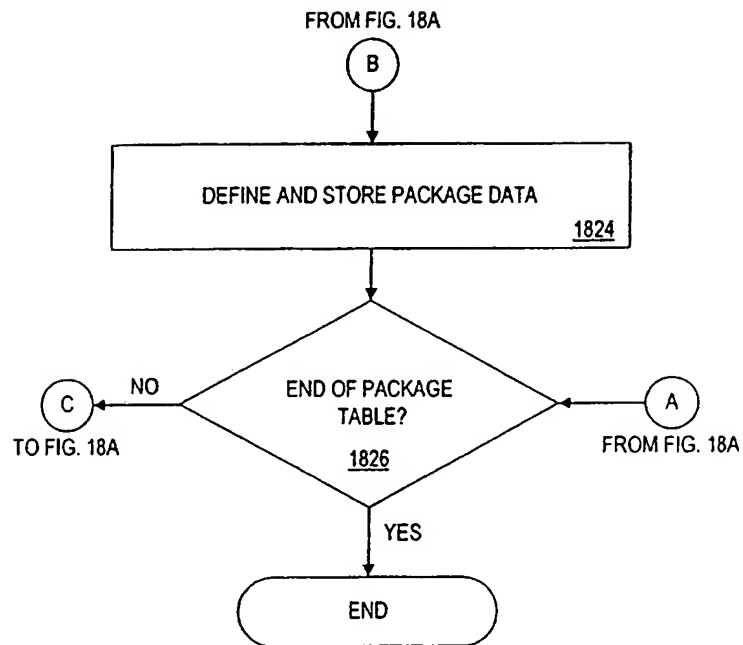 FROM FIG. 18A
B
DEFINE AND STORE PACKAGE DATA
1824
END OF PACKAGE
TABLE?
1826
NO
C
TO FIG. 18A
A
FROM FIG. 18A
YES
END